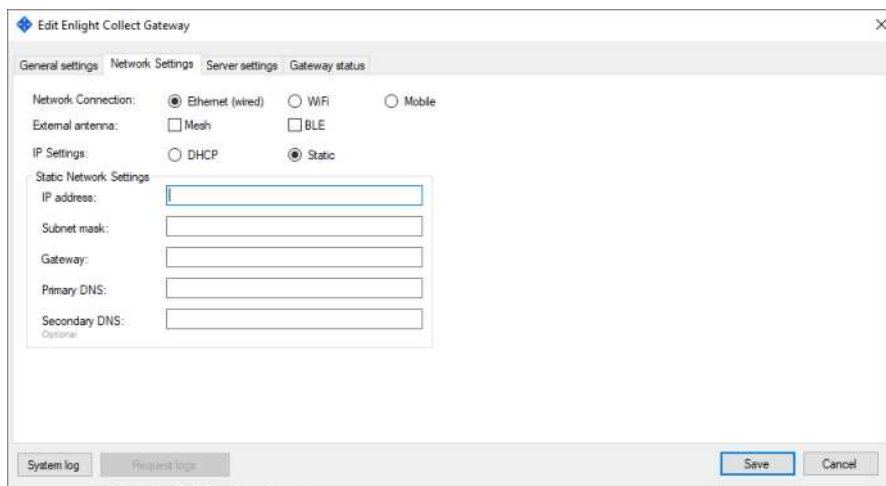 Edit Enlight Collect Gateway
General settings Network Settings Server settings Gateway status
Network Connection: Ethernet (wired) WiFi Mobile
External antenna: Mesh BLE
IP Settings: DHCP Static
Static Network Settings
IP address:
Subnet mask:
Gateway:
Primary DNS:
Secondary DNS:
Optional
System log Request logs Save Cancel